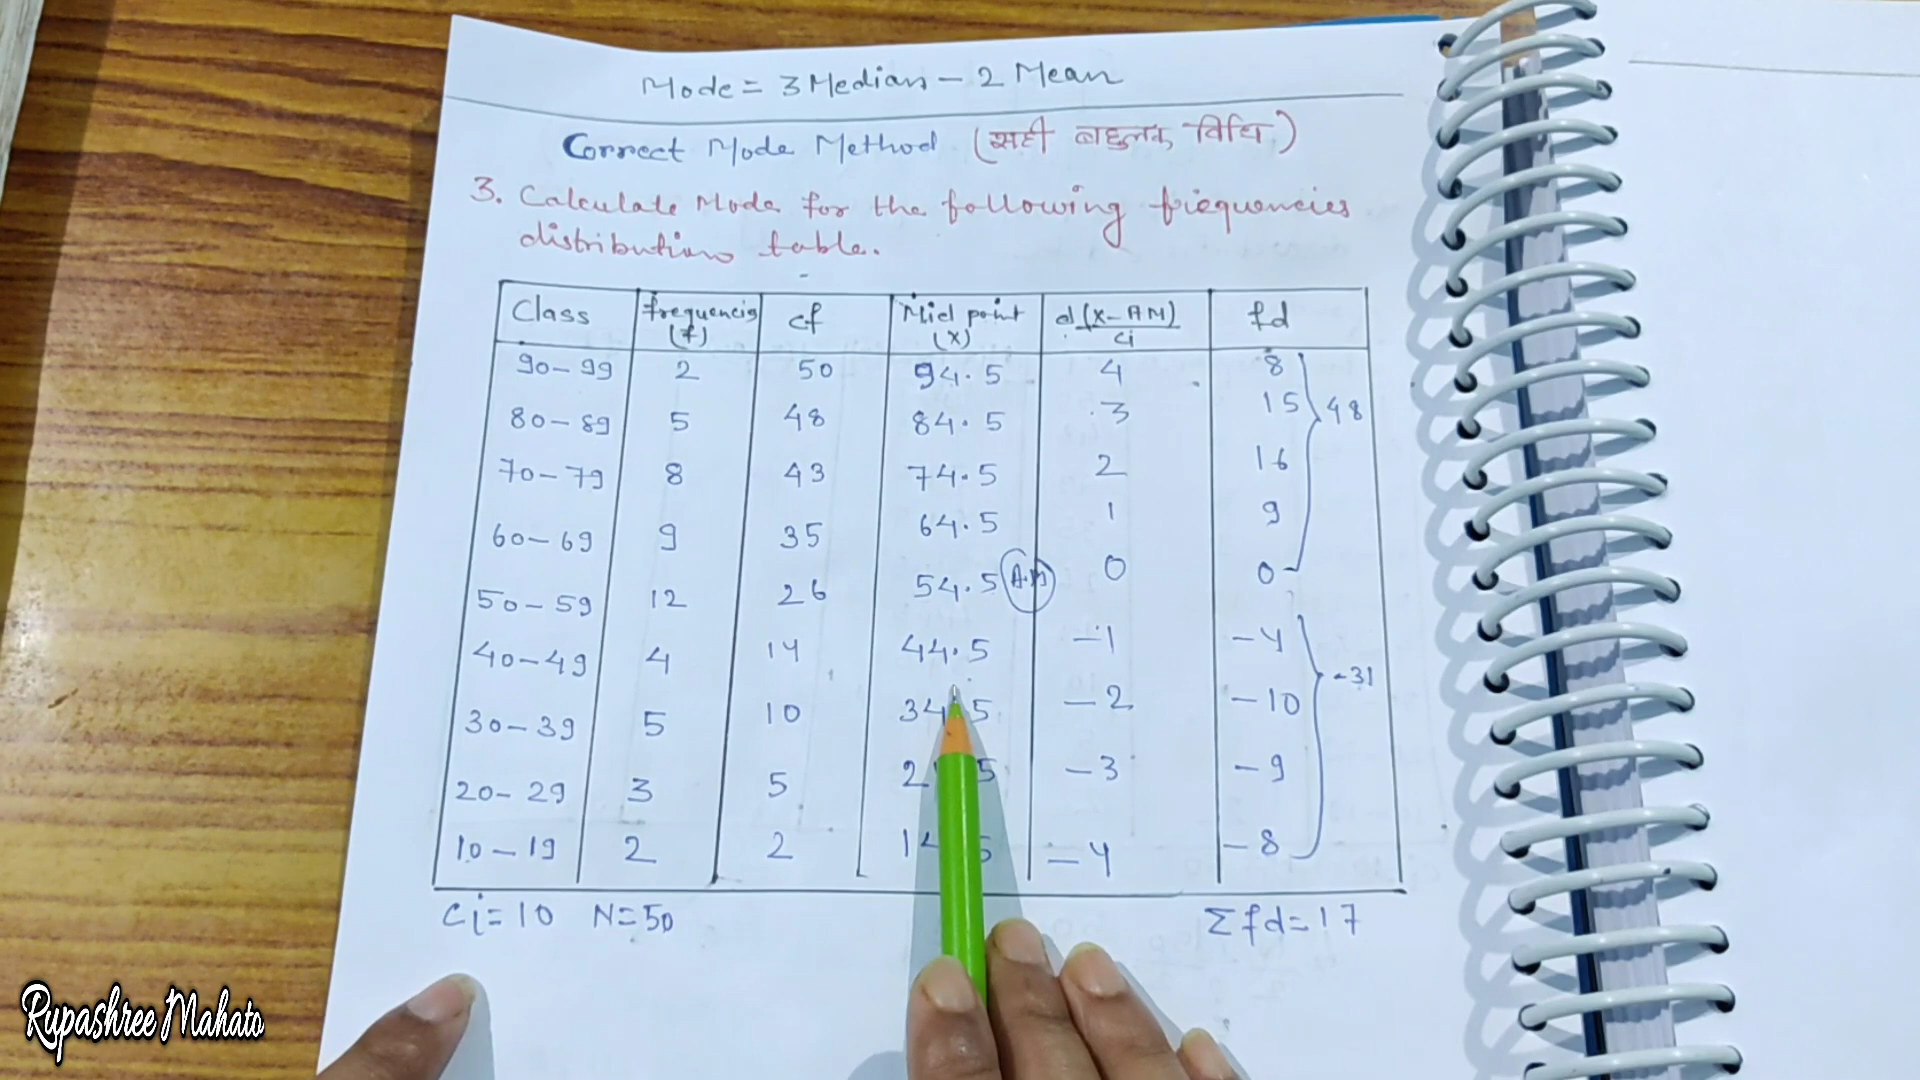 Mode = 3 Median - 2 Mean
Correct Mode Method (सही बहुलक विधि)
3. Calculate Mode for the following frequencies
distribution table.
Class frequencies (f) cf Mid point (X) d (X-AM)/ci fd
90-99 2 50 94.5 4 8
80-89 5 48 84.5 3 15 48
70-79 8 43 74.5 2 16
60-69 9 35 64.5 1 9
50-59 12 26 54.5 A.M 0 0
40-49 4 14 44.5 -1 -4
30-39 5 10 -2 -10 -31
20-29 3 5 -3 -9
10-19 2 2 -4 -8
Ci = 10 N = 50 Σfd = 17
Rupashree Mahato